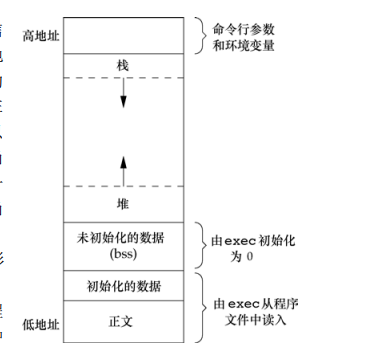 高地址
命令行参数
和环境变量
栈
堆
未初始化的数据
(bss)
由exec初始化
为 0
初始化的数据
由exec从程序
文件中读入
低地址
正文